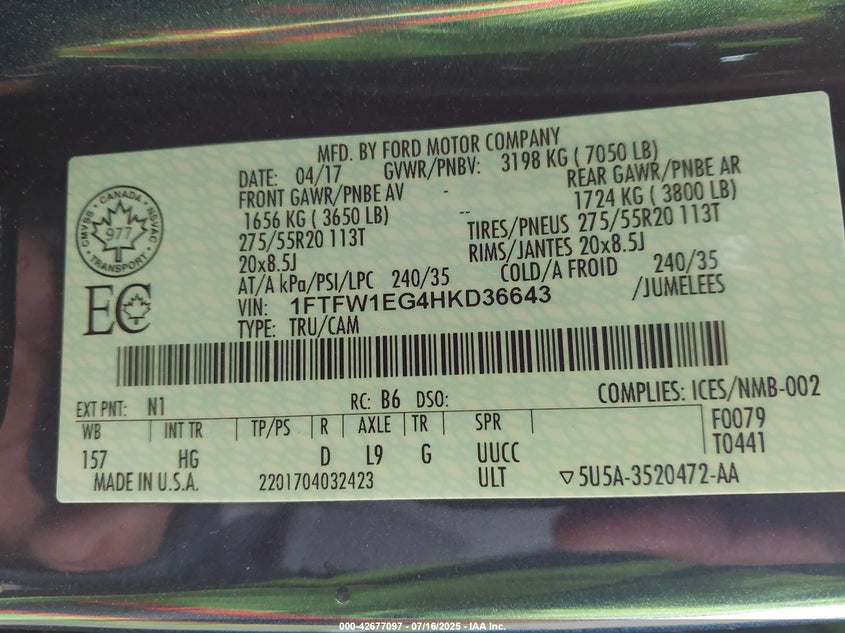 MFD. BY FORD MOTOR COMPANY
DATE: 04/17 GVWR/PNBV: 3198 KG ( 7050 LB)
FRONT GAWR/PNBE AV - REAR GAWR/PNBE AR
1656 KG ( 3650 LB) -- 1724 KG ( 3800 LB)
275/55R20 113T TIRES/PNEUS 275/55R20 113T
20x8.5J RIMS/JANTES 20x8.5J
AT/A kPa/PSI/LPC 240/35 COLD/A FROID 240/35
VIN: 1FTFW1EG4HKD36643 /JUMELEES
TYPE: TRU/CAM
CANADA
CMVSS NSVAC
977
TRANSPORT
EC
EXT PNT: N1 RC: B6 DSO: COMPLIES: ICES/NMB-002
WB INT TR TP/PS R AXLE TR SPR F0079
157 HG D L9 G UUCC T0441
MADE IN U.S.A. 2201704032423 ULT ▽5U5A-3520472-AA
000-42677097 - 07/16/2025 - IAA Inc.